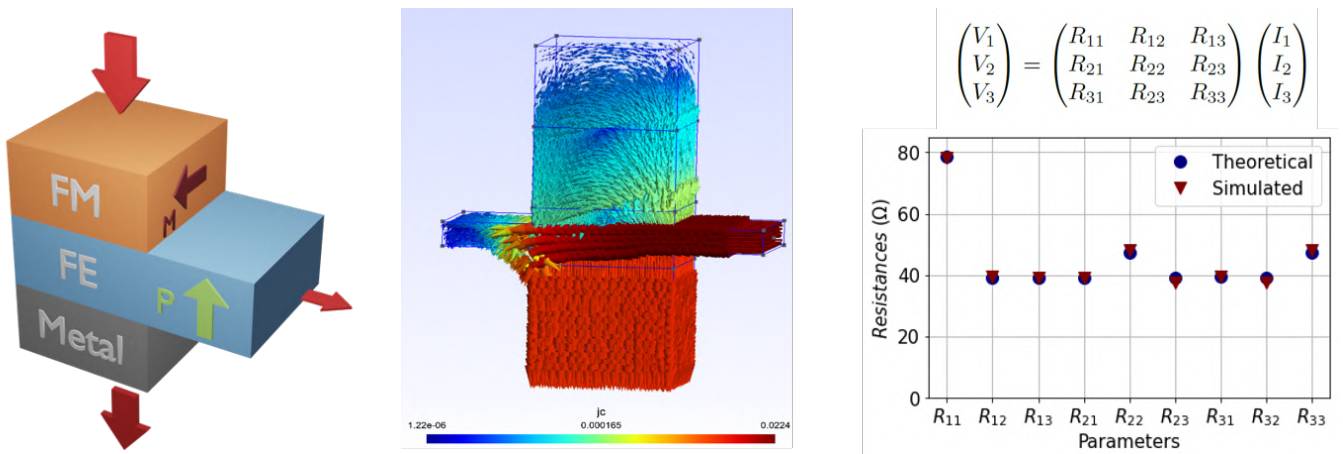 FM
M
FE
P
Metal
jc
1.22e-06 0.000165 0.0224
V1 R11 R12 R13 I1
V2 = R21 R22 R23 I2
V3 R31 R23 R33 I3
80
60
40
20
0
Resistances (Ω)
Theoretical
Simulated
R11 R12 R13 R21 R22 R23 R31 R32 R33
Parameters